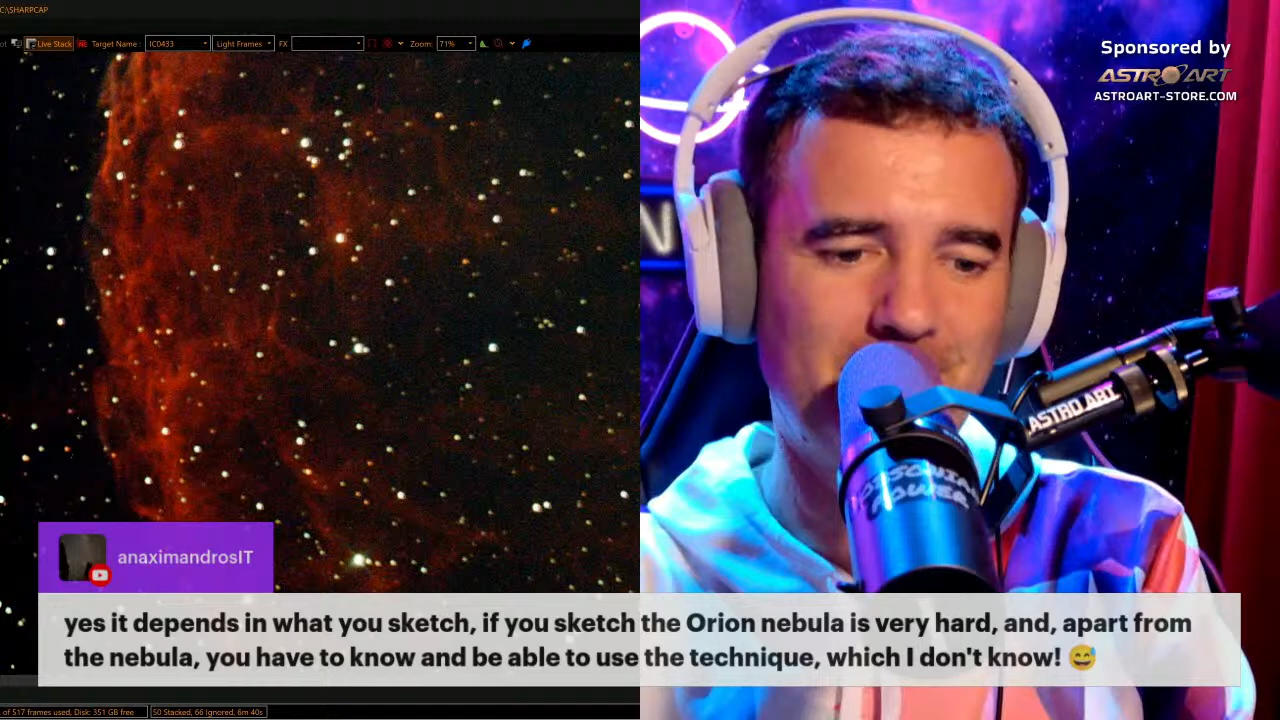 C:\SHARPCAP
Live Stack Target Name: IC0433 Light Frames FX Zoom: 71%
Sponsored by
ASTROART
ASTROART-STORE.COM
N
ASTRO ART
POWER
anaximandrosIT
yes it depends in what you sketch, if you sketch the Orion nebula is very hard, and, apart from
the nebula, you have to know and be able to use the technique, which I don't know! 😅
of 517 frames used, Disk: 351 GB free 50 Stacked, 66 Ignored, 6m 40s